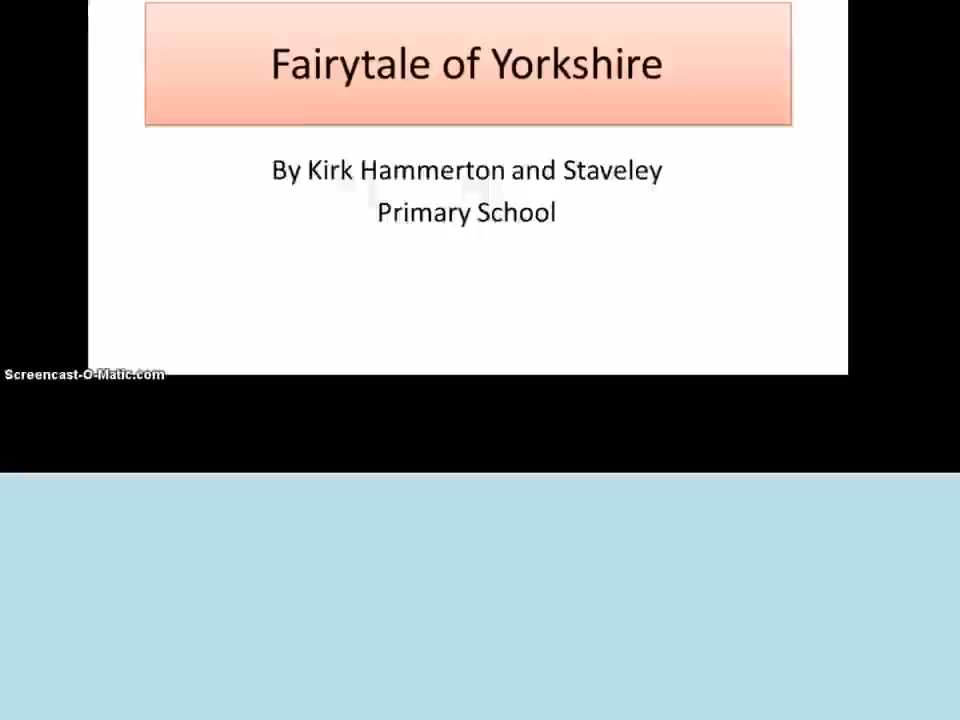 Fairytale of Yorkshire
By Kirk Hammerton and Staveley
Primary School
Screencast-O-Matic.com